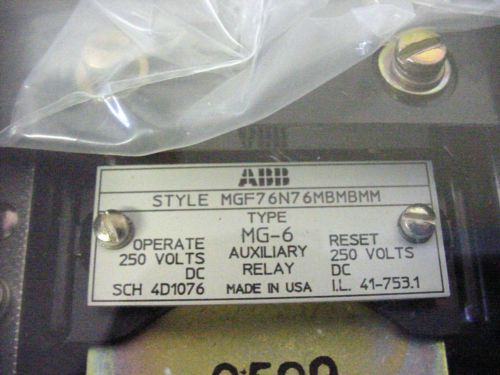 ABB
STYLE MGF76N76MBMBMM
TYPE
MG-6
AUXILIARY
RELAY
MADE IN USA
OPERATE
250 VOLTS
DC
SCH 4D1076
RESET
250 VOLTS
DC
I.L. 41-753.1